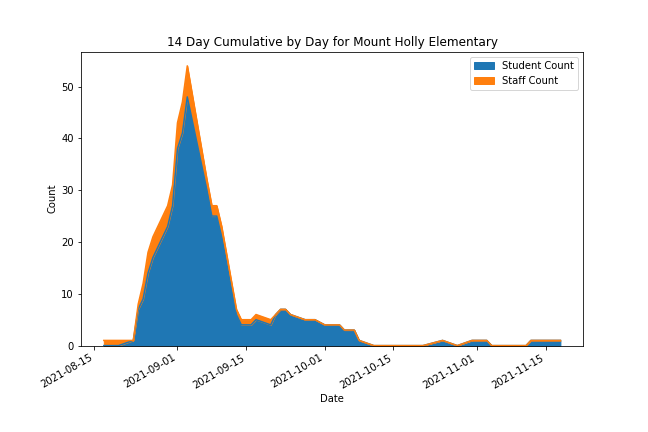 14 Day Cumulative by Day for Mount Holly Elementary
Student Count
Staff Count
Count
50
40
30
20
10
0
2021-08-15
2021-09-01
2021-09-15
2021-10-01
2021-10-15
2021-11-01
2021-11-15
Date